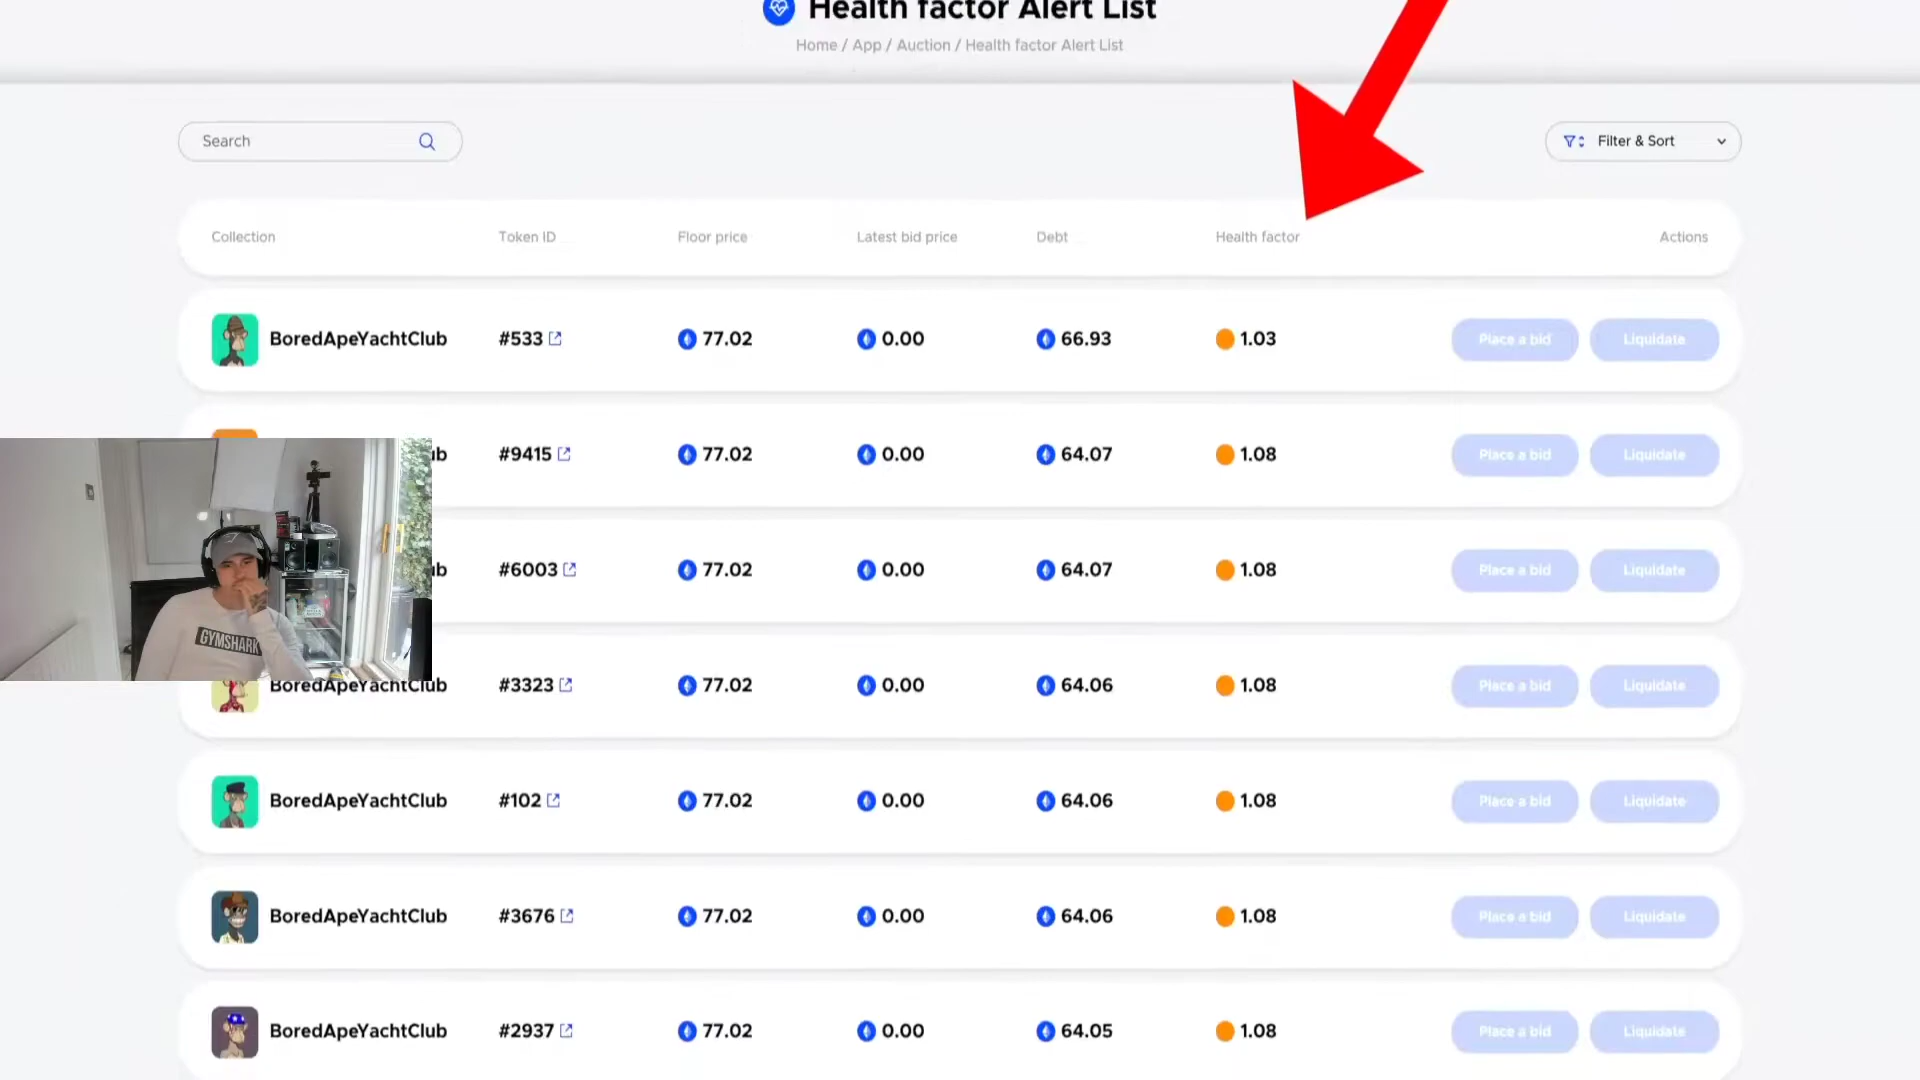 Health factor Alert List
Home / App / Auction / Health factor Alert List
Search
Filter & Sort
Collection Token ID Floor price Latest bid price Debt Health factor Actions
BoredApeYachtClub #533 77.02 0.00 66.93 1.03 Place a bid Liquidate
ub #9415 77.02 0.00 64.07 1.08 Place a bid Liquidate
ub #6003 77.02 0.00 64.07 1.08 Place a bid Liquidate
GYMSHARK
BoredApeYachtClub #3323 77.02 0.00 64.06 1.08 Place a bid Liquidate
BoredApeYachtClub #102 77.02 0.00 64.06 1.08 Place a bid Liquidate
BoredApeYachtClub #3676 77.02 0.00 64.06 1.08 Place a bid Liquidate
BoredApeYachtClub #2937 77.02 0.00 64.05 1.08 Place a bid Liquidate